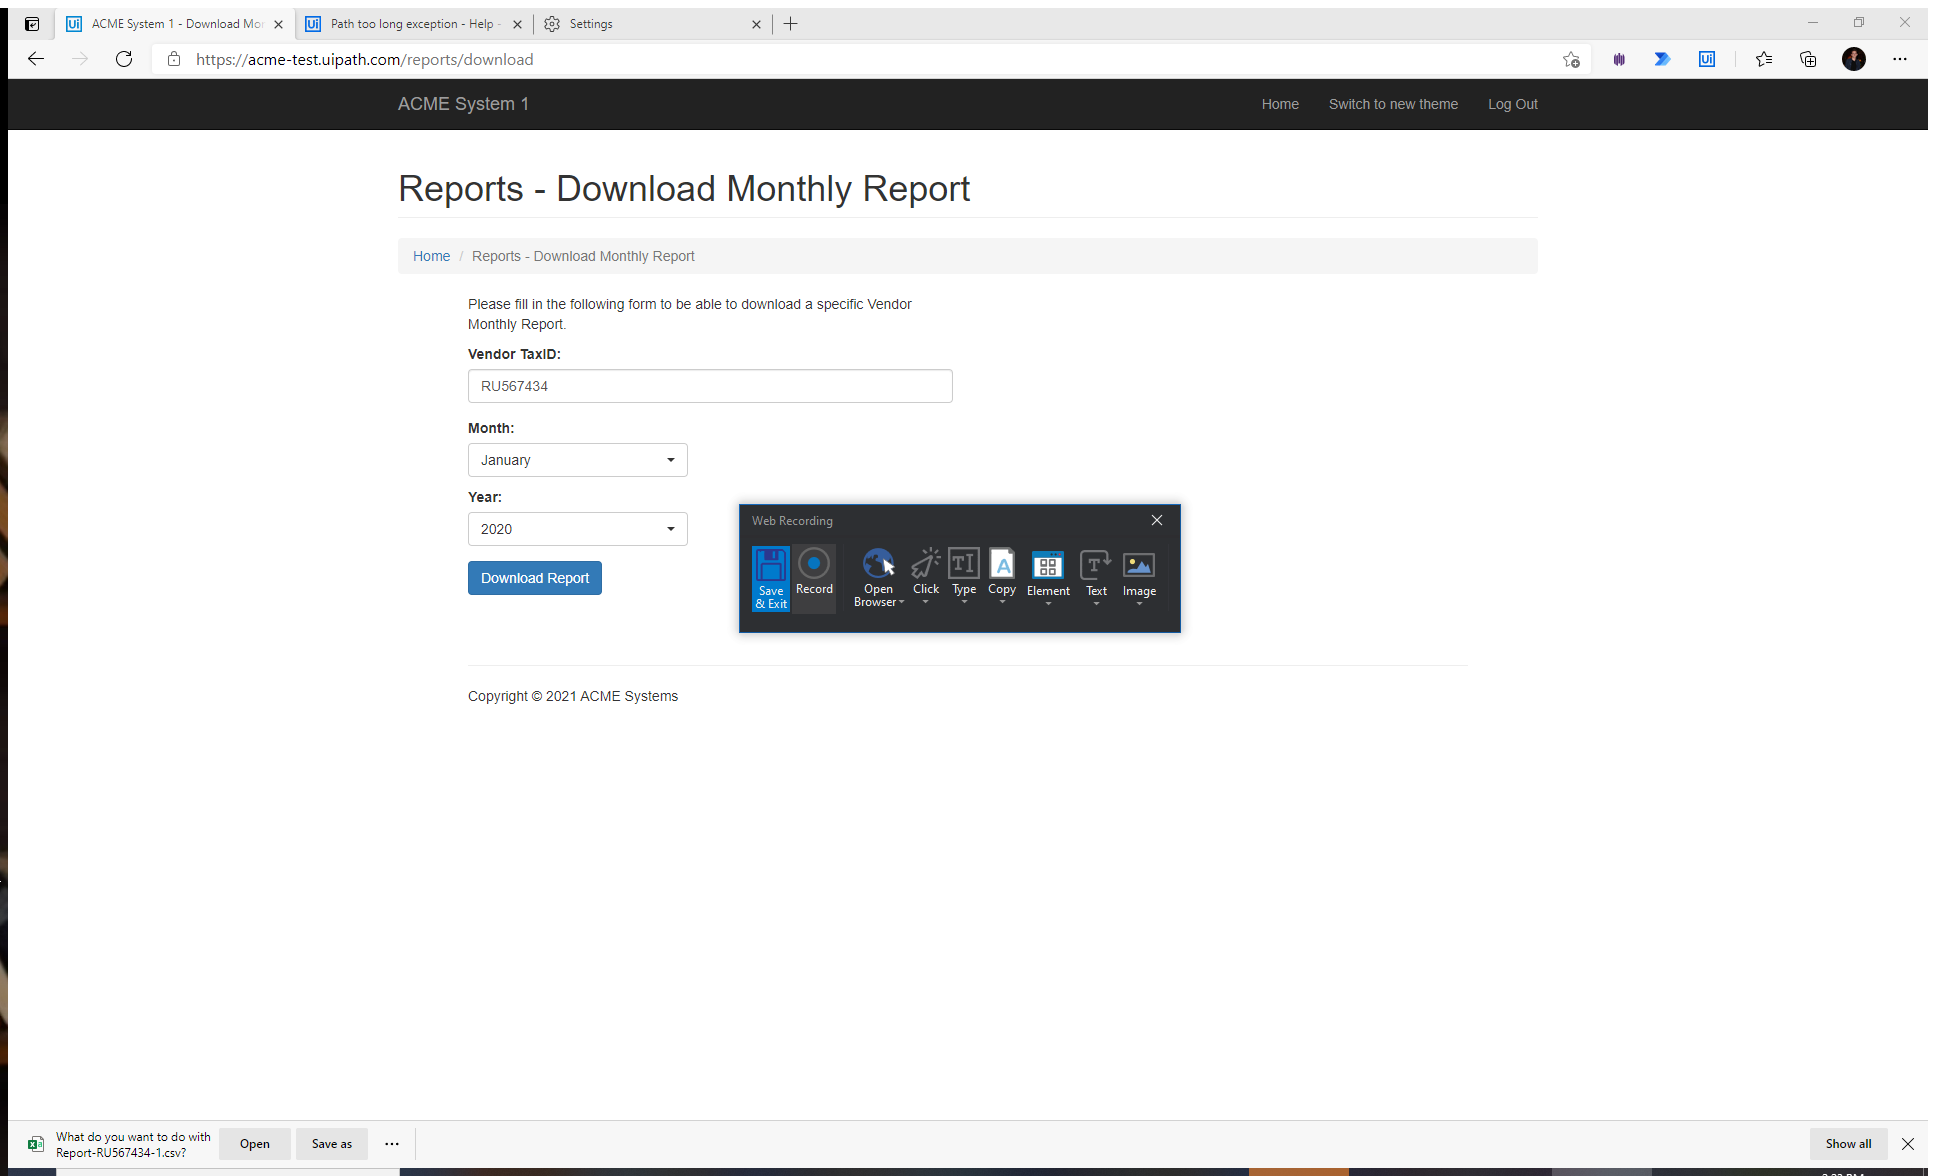 ACME System 1 - Download Mor
Path too long exception - Help -
Settings
https://acme-test.uipath.com/reports/download
ACME System 1
Home
Switch to new theme
Log Out
Reports - Download Monthly Report
Home / Reports - Download Monthly Report
Please fill in the following form to be able to download a specific Vendor
Monthly Report.
Vendor TaxID:
RU567434
Month:
January
Year:
2020
Download Report
Web Recording
Save
& Exit
Record
Open
Browser
Click
Type
Copy
Element
Text
Image
Copyright © 2021 ACME Systems
What do you want to do with
Report-RU567434-1.csv?
Open
Save as
Show all